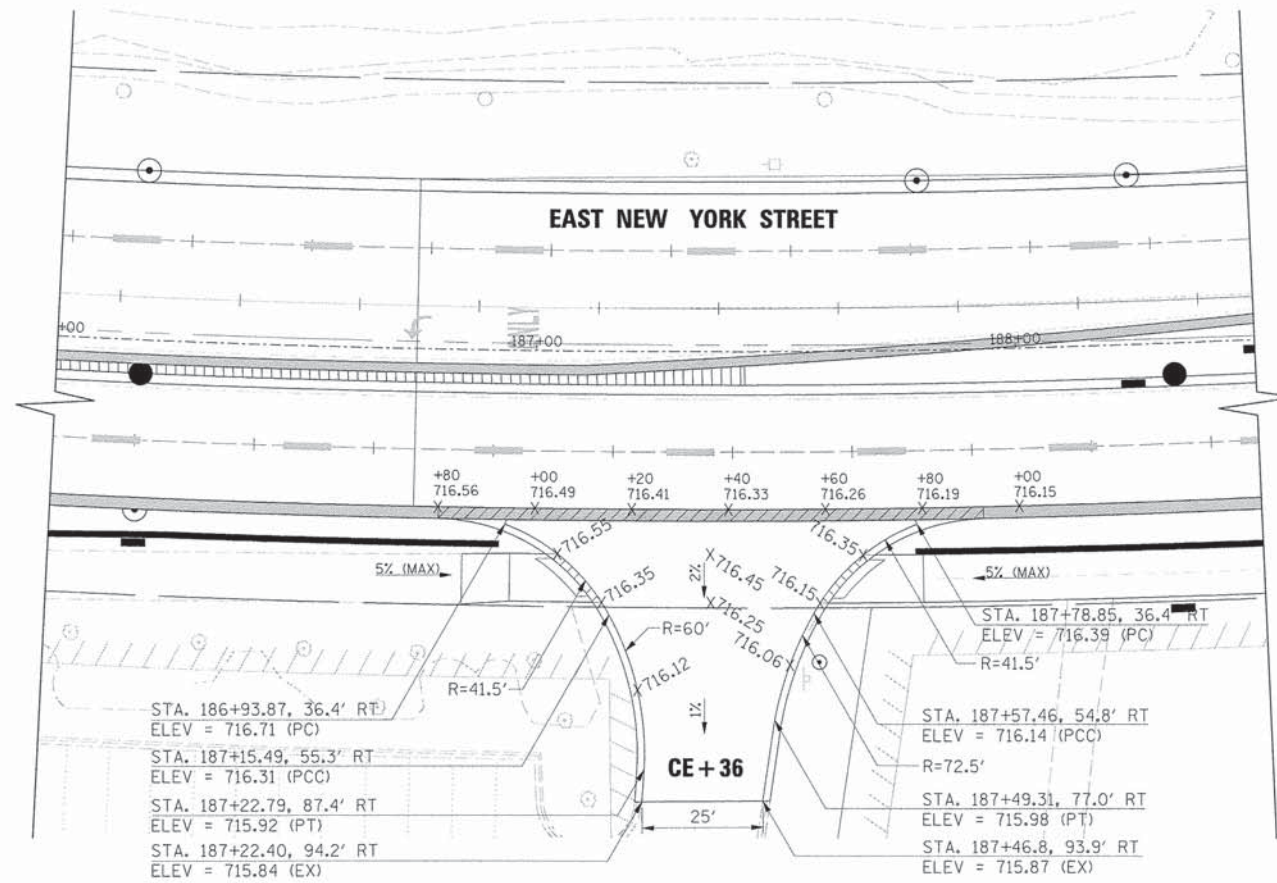 EAST NEW YORK STREET
+00
NLY
187+00
188+00
+80
716.56
+00
716.49
+20
716.41
+40
716.33
+60
716.26
+80
716.19
+00
716.15
716.55
716.35
716.12
5% (MAX)
2%
716.45
716.25
716.35
716.15
716.06
5% (MAX)
R=60'
R=41.5'
1%
STA. 186+93.87, 36.4' RT
ELEV = 716.71 (PC)
STA. 187+15.49, 55.3' RT
ELEV = 716.31 (PCC)
STA. 187+22.79, 87.4' RT
ELEV = 715.92 (PT)
STA. 187+22.40, 94.2' RT
ELEV = 715.84 (EX)
CE+36
25'
STA. 187+78.85, 36.4' RT
ELEV = 716.39 (PC)
R=41.5'
STA. 187+57.46, 54.8' RT
ELEV = 716.14 (PCC)
R=72.5'
STA. 187+49.31, 77.0' RT
ELEV = 715.98 (PT)
STA. 187+46.8, 93.9' RT
ELEV = 715.87 (EX)